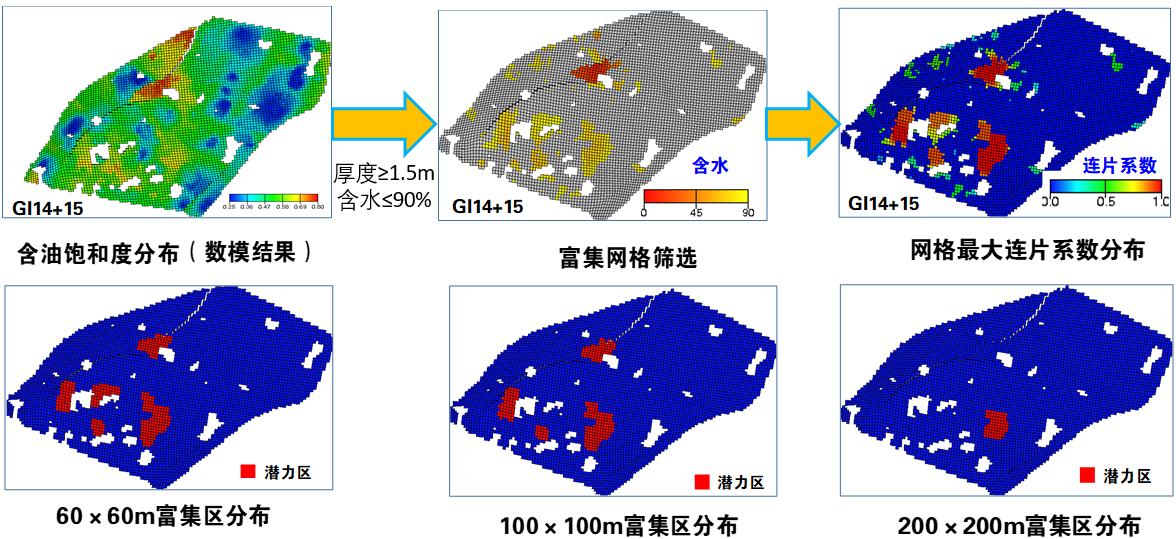 GI14+15
0.25 0.36 0.47 0.58 0.69 0.80
厚度≥1.5m
含水≤90%
含水
0 45 90
GI14+15
连片系数
0.0 0.5 1.0
GI14+15
含油饱和度分布（数模结果）
富集网格筛选
网格最大连片系数分布
潜力区
潜力区
潜力区
60×60m富集区分布
100×100m富集区分布
200×200m富集区分布